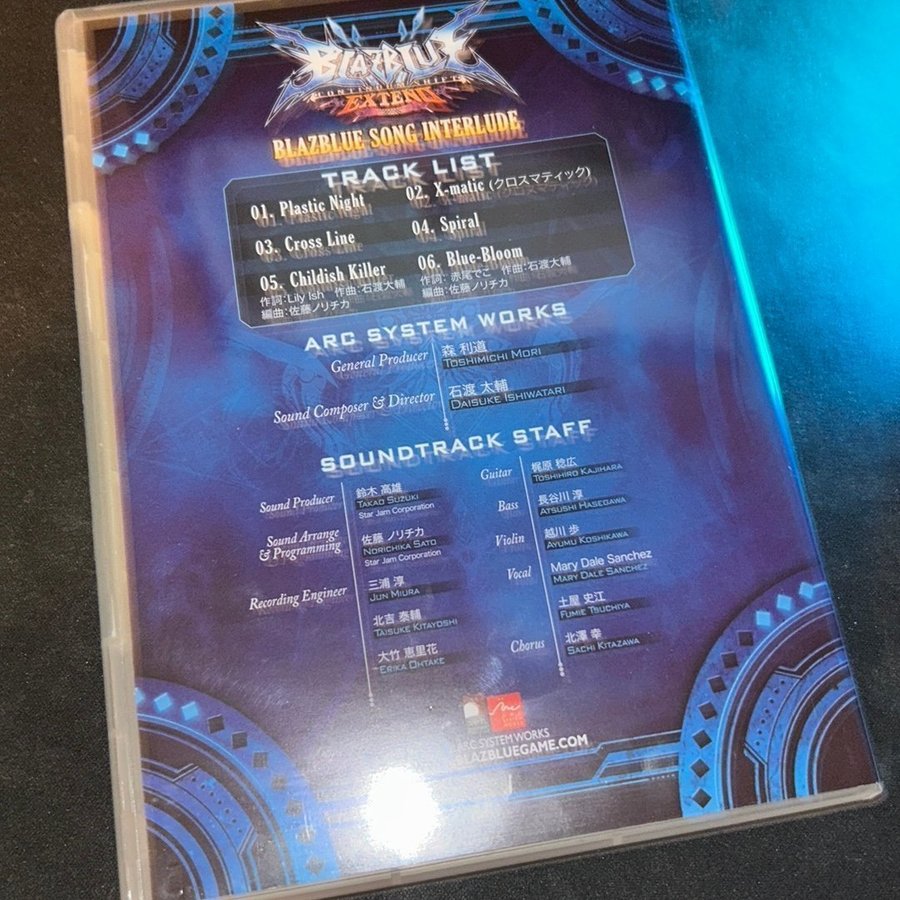 BLAZBLUE
CONTINUUM SHIFT
EXTEND
BLAZBLUE SONG INTERLUDE
TRACK LIST
01. Plastic Night
02. X-matic (クロスマティック)
03. Cross Line
04. Spiral
05. Childish Killer
作詞：Lily Ish 作曲：石渡太輔
編曲：佐藤ノリチカ
06. Blue-Bloom
作詞：赤尾でこ 作曲：石渡太輔
編曲：佐藤ノリチカ
ARC SYSTEM WORKS
General Producer
森 利道
TOSHIMICHI MORI
Sound Composer & Director
石渡 太輔
DAISUKE ISHIWATARI
SOUNDTRACK STAFF
Sound Producer
鈴木 高雄
TAKAO SUZUKI
Star Jam Corporation
Sound Arrange
& Programming
佐藤 ノリチカ
NORICHIKA SATO
Star Jam Corporation
Recording Engineer
三浦 淳
JUN MIURA
北吉 泰輔
TAISUKE KITAYOSHI
大竹 恵里花
ERIKA OHTAKE
Guitar
梶原 稔広
TOSHIHIRO KAJIHARA
Bass
長谷川 淳
ATSUSHI HASEGAWA
Violin
越川 歩
AYUMU KOSHIKAWA
Vocal
Mary Dale Sanchez
MARY DALE SANCHEZ
土屋 史江
FUMIE TSUCHIYA
Chorus
北澤 幸
SACHI KITAZAWA
ARC SYSTEM WORKS
BLAZBLUEGAME.COM